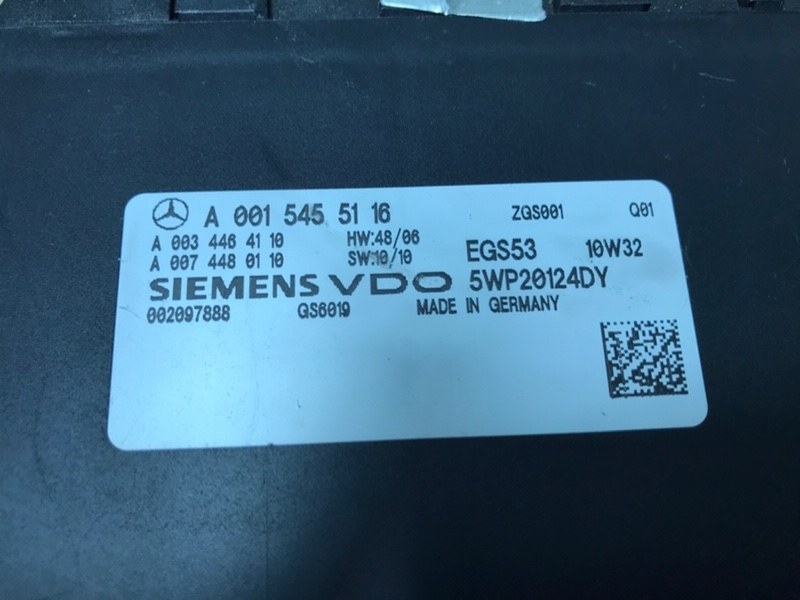 A 001 545 51 16 ZGS001 Q01
A 003 446 41 10 HW:48/06 EGS53 10W32
A 007 448 01 10 SW:10/10
SIEMENS VDO 5WP20124DY
002097888 GS6019 MADE IN GERMANY